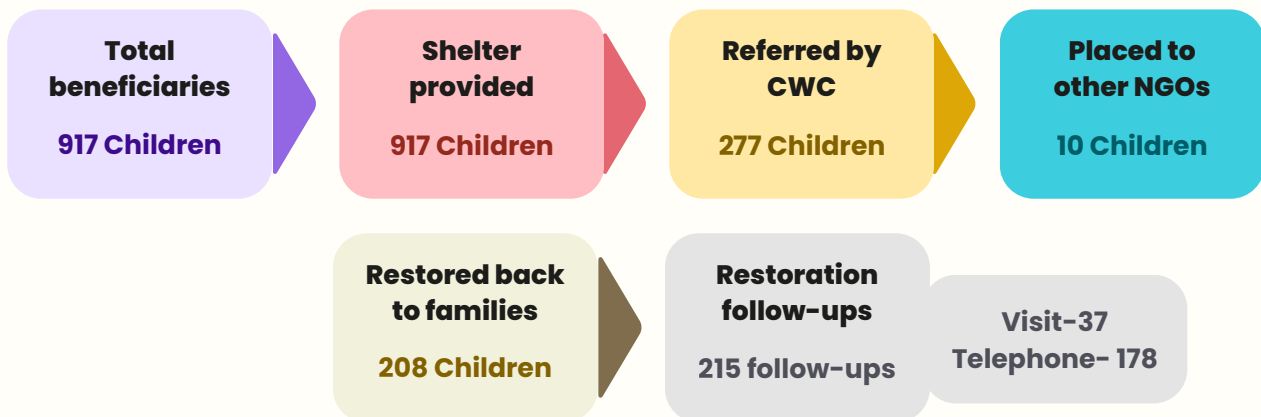 Total
beneficiaries
917 Children
Shelter
provided
917 Children
Referred by
CWC
277 Children
Placed to
other NGOs
10 Children
Restored back
to families
208 Children
Restoration
follow-ups
215 follow-ups
Visit-37
Telephone- 178